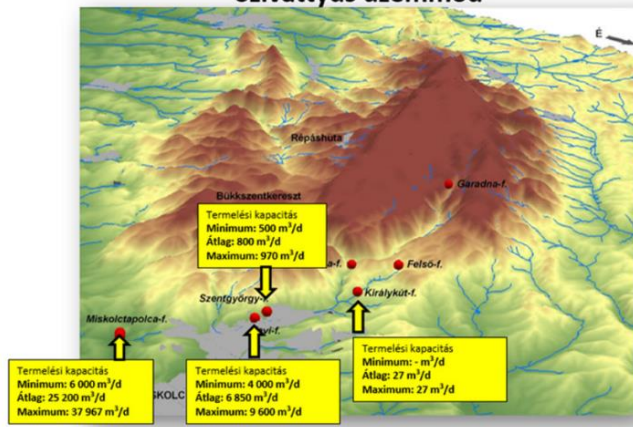 szivattyús üzemmód
É
Répáshuta
Garadna-f.
Bükkszentkereszt
Termelési kapacitás
Minimum: 500 m³/d
Átlag: 800 m³/d
Maximum: 970 m³/d
Felső-f.
Szentgyörgy-f.
Királykút-f.
Miskolctapolca-f.
Termelési kapacitás
Minimum: 6 000 m³/d
Átlag: 25 200 m³/d
Maximum: 37 967 m³/d
Termelési kapacitás
Minimum: 4 000 m³/d
Átlag: 6 850 m³/d
Maximum: 9 600 m³/d
Termelési kapacitás
Minimum: - m³/d
Átlag: 27 m³/d
Maximum: 27 m³/d